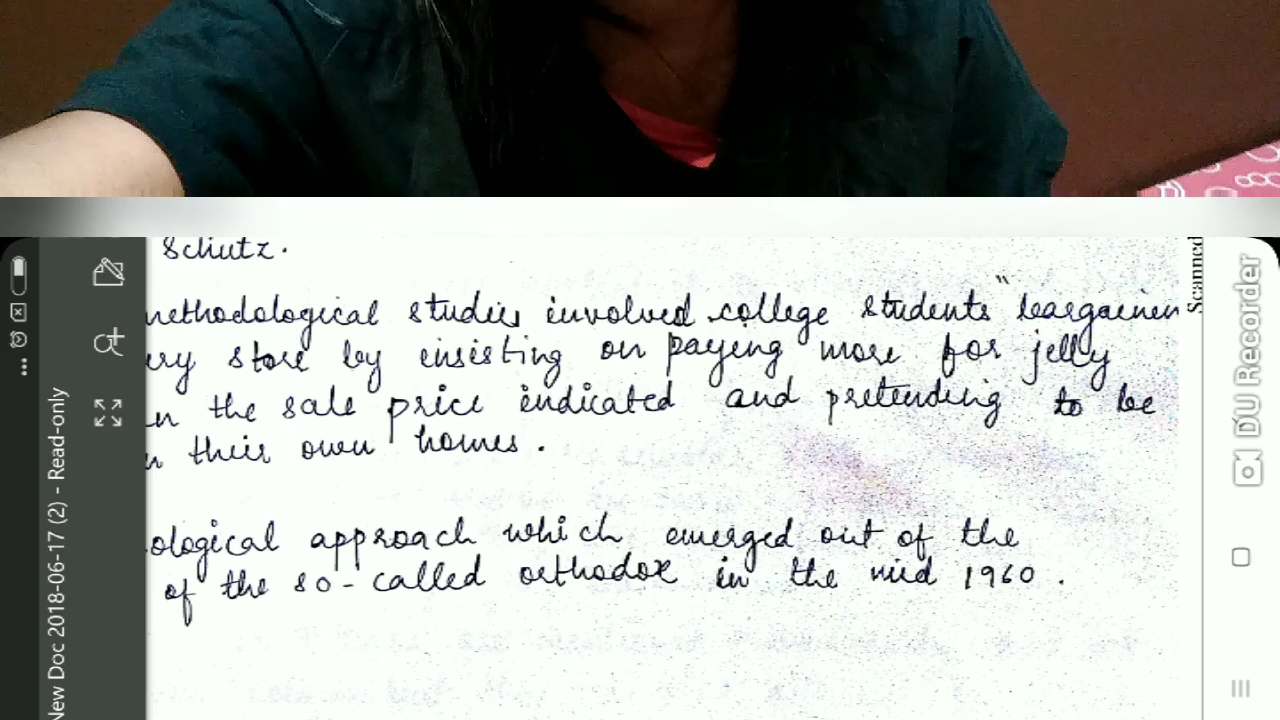 Schutz.
nethodological studies involved college students "bargainen
ery store by insisting on paying more for jelly
in the sale price indicated and pretending to be
n their own homes.
ological approach which emerged out of the
of the so-called orthodox in the mid 1960.
New Doc 2018-06-17 (2) - Read-only
Scanned
DU Recorder